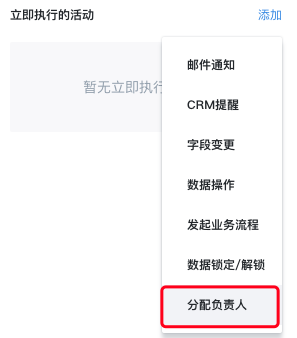 立即执行的活动
添加
暂无立即执行
邮件通知
CRM提醒
字段变更
数据操作
发起业务流程
数据锁定/解锁
分配负责人